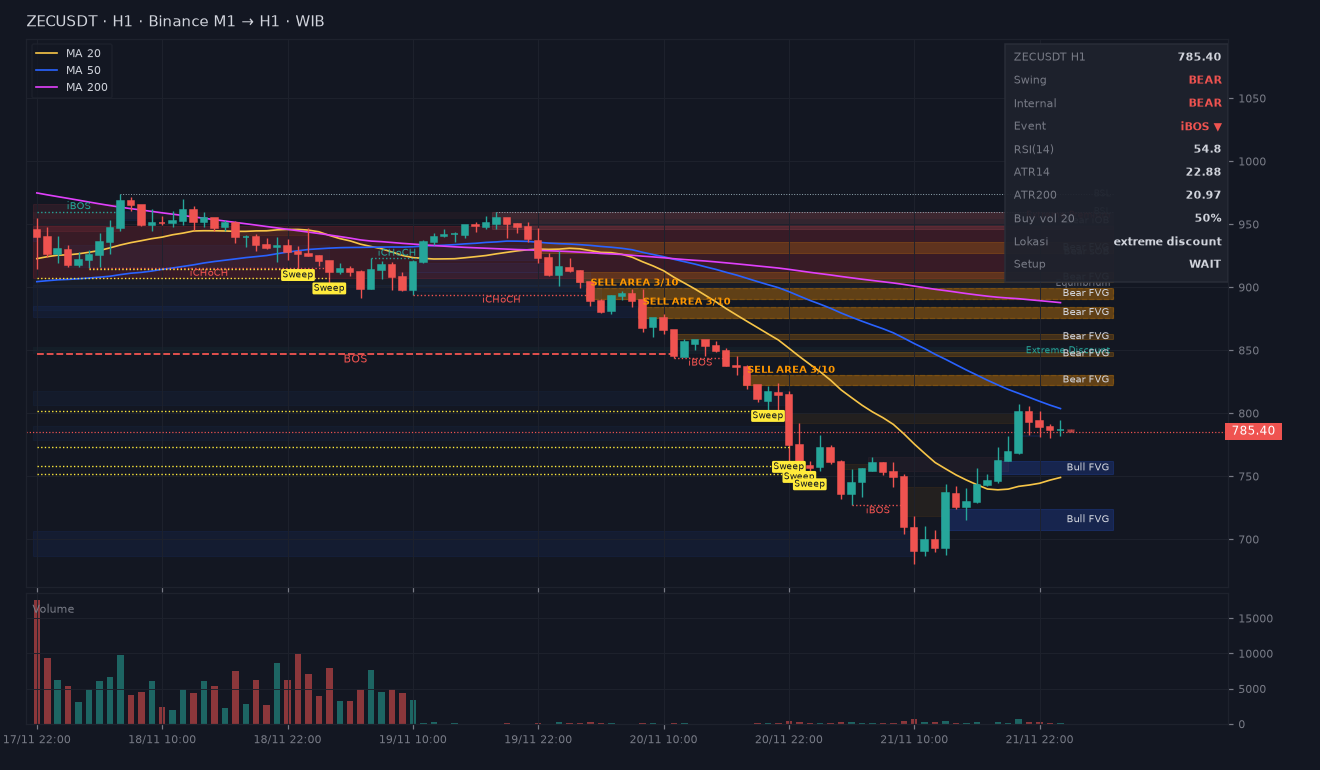 ZECUSDT · H1 · Binance M1 → H1 · WIB
MA 20
MA 50
MA 200
ZECUSDT H1 785.40
Swing BEAR
Internal BEAR
Event iBOS ▼
RSI(14) 54.8
ATR14 22.88
ATR200 20.97
Buy vol 20 50%
Lokasi extreme discount
Setup WAIT
1050
1000
950
900
850
800
785.40
750
700
iBOS
iCHoCH
iCHoCH
Sweep
Sweep
iCHoCH
BOS
SELL AREA 3/10
SELL AREA 3/10
iBOS
SELL AREA 3/10
Sweep
Sweep
Sweep
Sweep
iBOS
Equilibrium
Bear FVG
Bear FVG
Bear FVG
Extreme Discount
Bear FVG
Bear FVG
Bull FVG
Bull FVG
Volume
15000
10000
5000
0
17/11 22:00
18/11 10:00
18/11 22:00
19/11 10:00
19/11 22:00
20/11 10:00
20/11 22:00
21/11 10:00
21/11 22:00